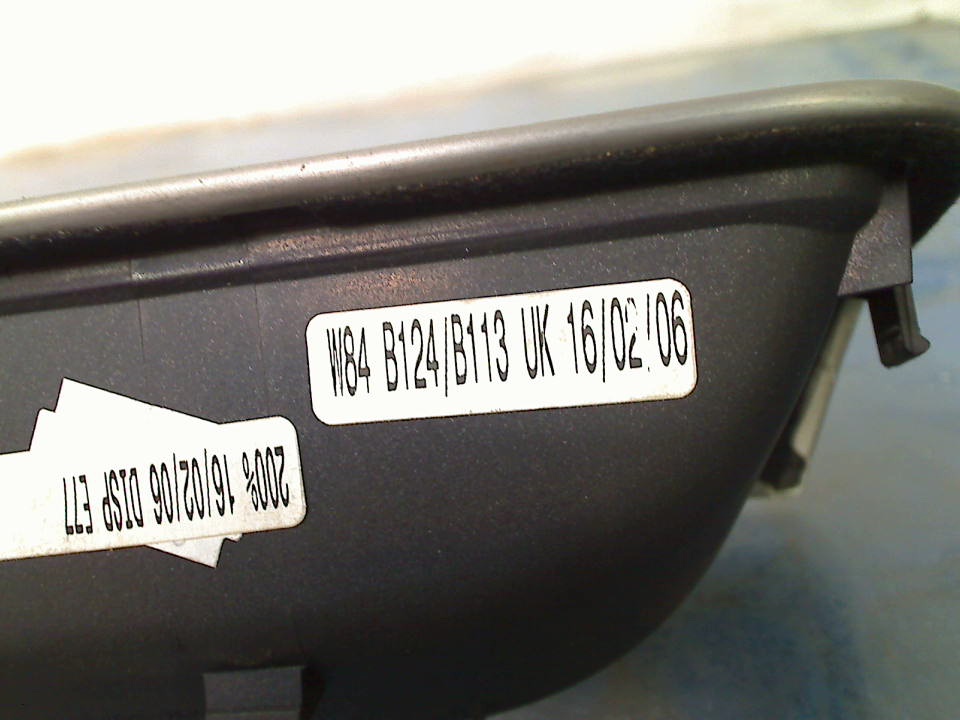 W84 B124/B113 UK 16/02/06
200% 16/02/06 DISP E77